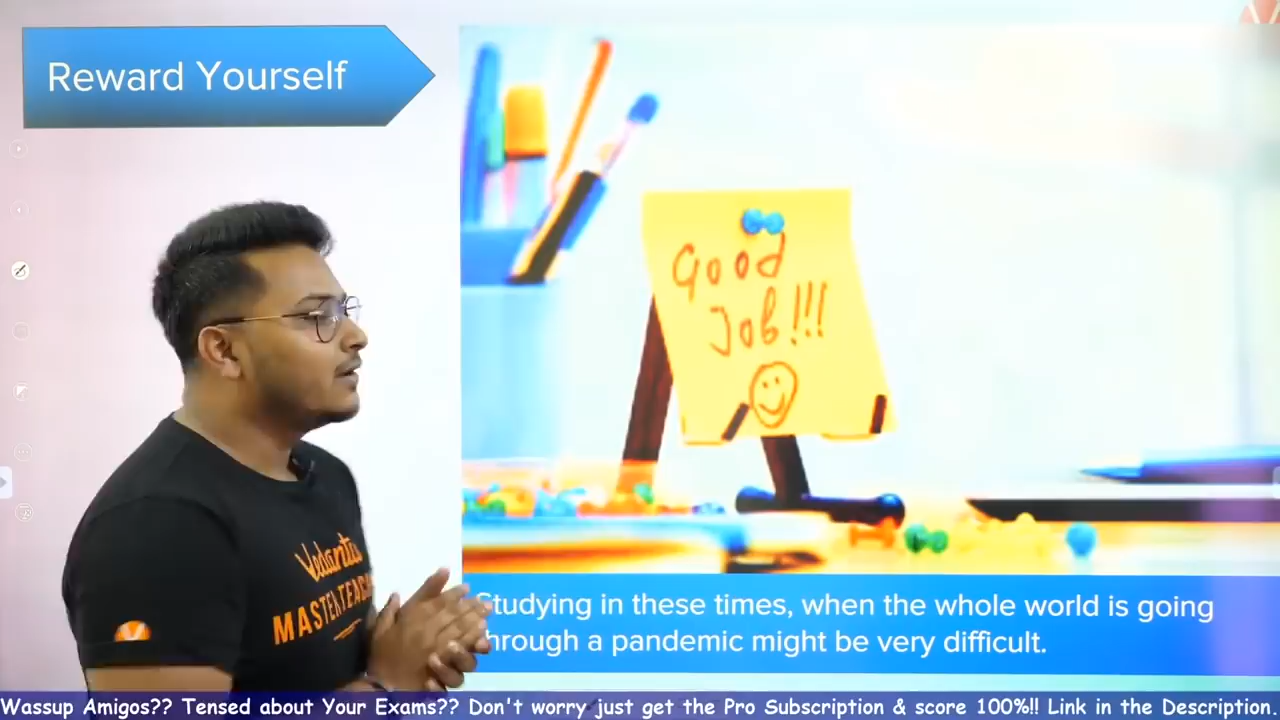 Reward Yourself
Good
Job!!!
Vedantu
MASTERTEACHER
Studying in these times, when the whole world is going
through a pandemic might be very difficult.
Wassup Amigos?? Tensed about Your Exams?? Don't worry just get the Pro Subscription & score 100%!! Link in the Description.